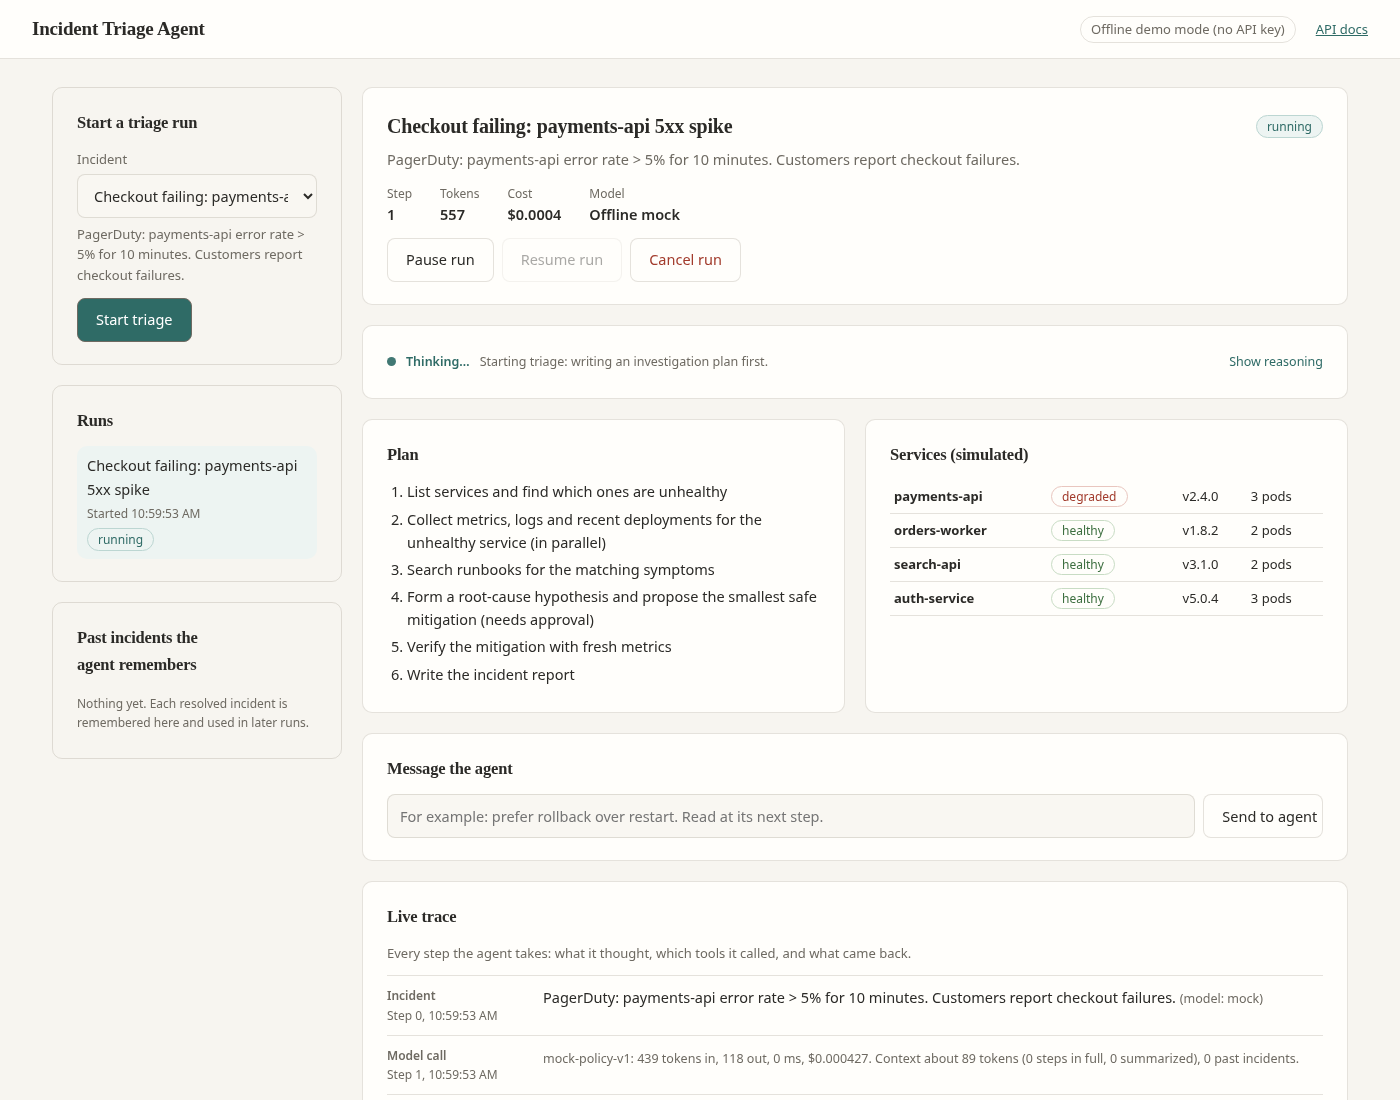 Incident Triage Agent
Offline demo mode (no API key)
API docs
Start a triage run
Incident
Checkout failing: payments-a
PagerDuty: payments-api error rate >
5% for 10 minutes. Customers report
checkout failures.
Start triage
Runs
Checkout failing: payments-api
5xx spike
Started 10:59:53 AM
running
Past incidents the
agent remembers
Nothing yet. Each resolved incident is
remembered here and used in later runs.
Checkout failing: payments-api 5xx spike
running
PagerDuty: payments-api error rate > 5% for 10 minutes. Customers report checkout failures.
Step Tokens Cost Model
1 557 $0.0004 Offline mock
Pause run Resume run Cancel run
Thinking... Starting triage: writing an investigation plan first. Show reasoning
Plan
1. List services and find which ones are unhealthy
2. Collect metrics, logs and recent deployments for the
unhealthy service (in parallel)
3. Search runbooks for the matching symptoms
4. Form a root-cause hypothesis and propose the smallest safe
mitigation (needs approval)
5. Verify the mitigation with fresh metrics
6. Write the incident report
Services (simulated)
payments-api degraded v2.4.0 3 pods
orders-worker healthy v1.8.2 2 pods
search-api healthy v3.1.0 2 pods
auth-service healthy v5.0.4 3 pods
Message the agent
For example: prefer rollback over restart. Read at its next step.
Send to agent
Live trace
Every step the agent takes: what it thought, which tools it called, and what came back.
Incident
Step 0, 10:59:53 AM
PagerDuty: payments-api error rate > 5% for 10 minutes. Customers report checkout failures. (model: mock)
Model call
Step 1, 10:59:53 AM
mock-policy-v1: 439 tokens in, 118 out, 0 ms, $0.000427. Context about 89 tokens (0 steps in full, 0 summarized), 0 past incidents.